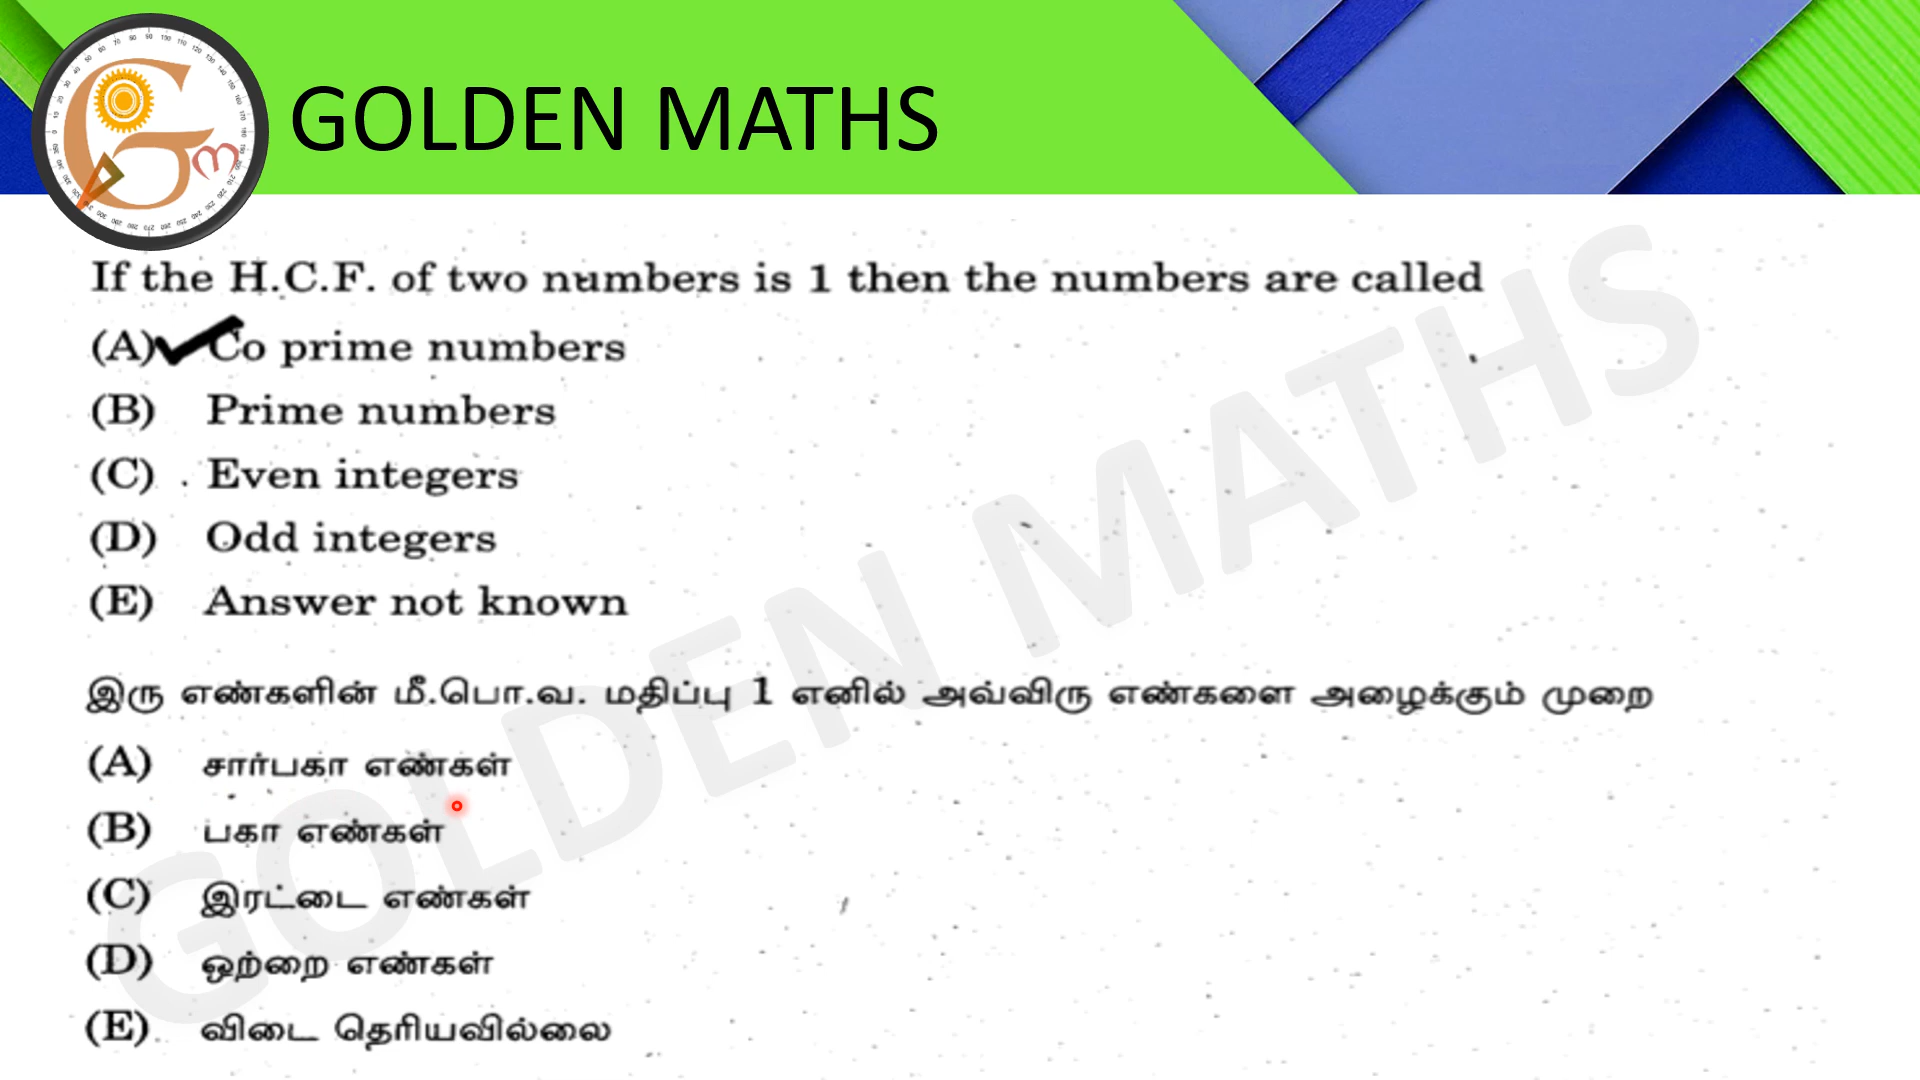 GOLDEN MATHS
If the H.C.F. of two numbers is 1 then the numbers are called
(A) Co prime numbers
(B) Prime numbers
(C) Even integers
(D) Odd integers
(E) Answer not known
இரு எண்களின் மீ.பொ.வ. மதிப்பு 1 எனில் அவ்விரு எண்களை அழைக்கும் முறை
(A) சார்பகா எண்கள்
(B) பகா எண்கள்
(C) இரட்டை எண்கள்
(D) ஒற்றை எண்கள்
(E) விடை தெரியவில்லை
GOLDEN MATHS